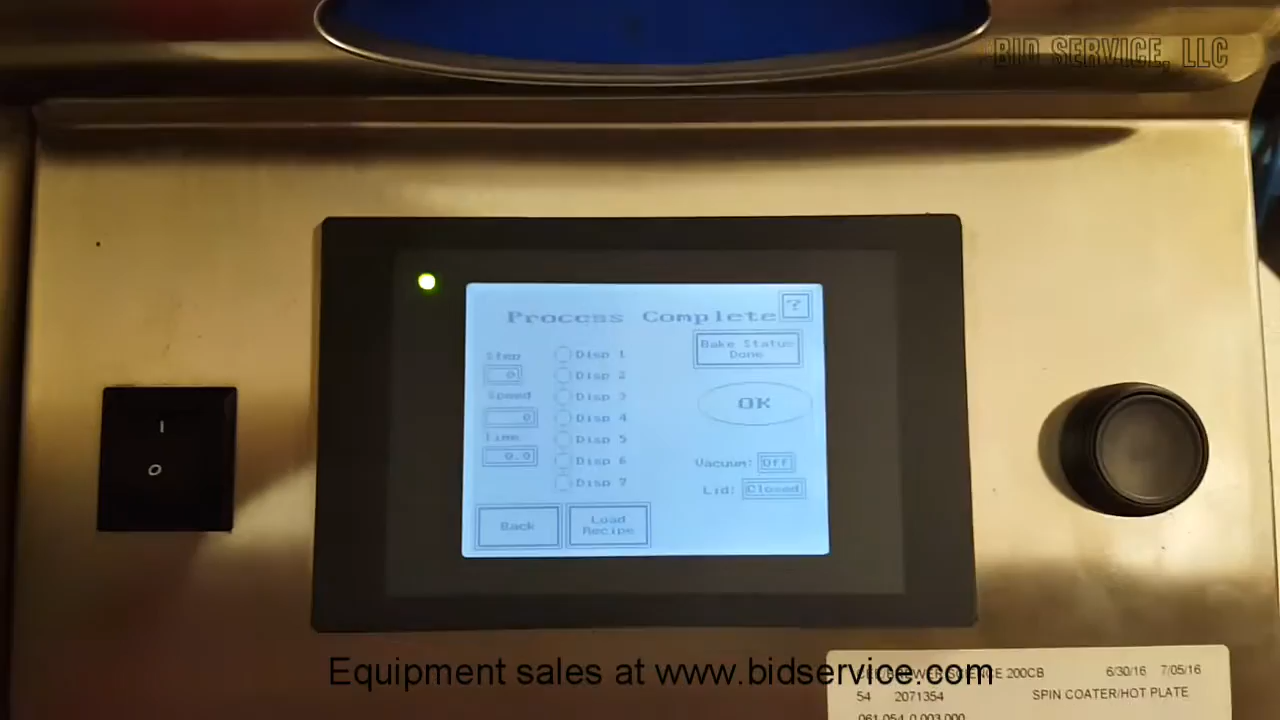 BID SERVICE, LLC
Process Complete ?
Step
0
Speed
0
Time
0.0
Disp 1
Disp 2
Disp 3
Disp 4
Disp 5
Disp 6
Disp 7
Bake Status
Done
OK
Vacuum: Off
Lid: Closed
Back
Load
Recipe
I
O
Equipment sales at www.bidservice.com
BREWER SCIENCE 200CB 6/30/16 7/05/16
54 2071354 SPIN COATER/HOT PLATE